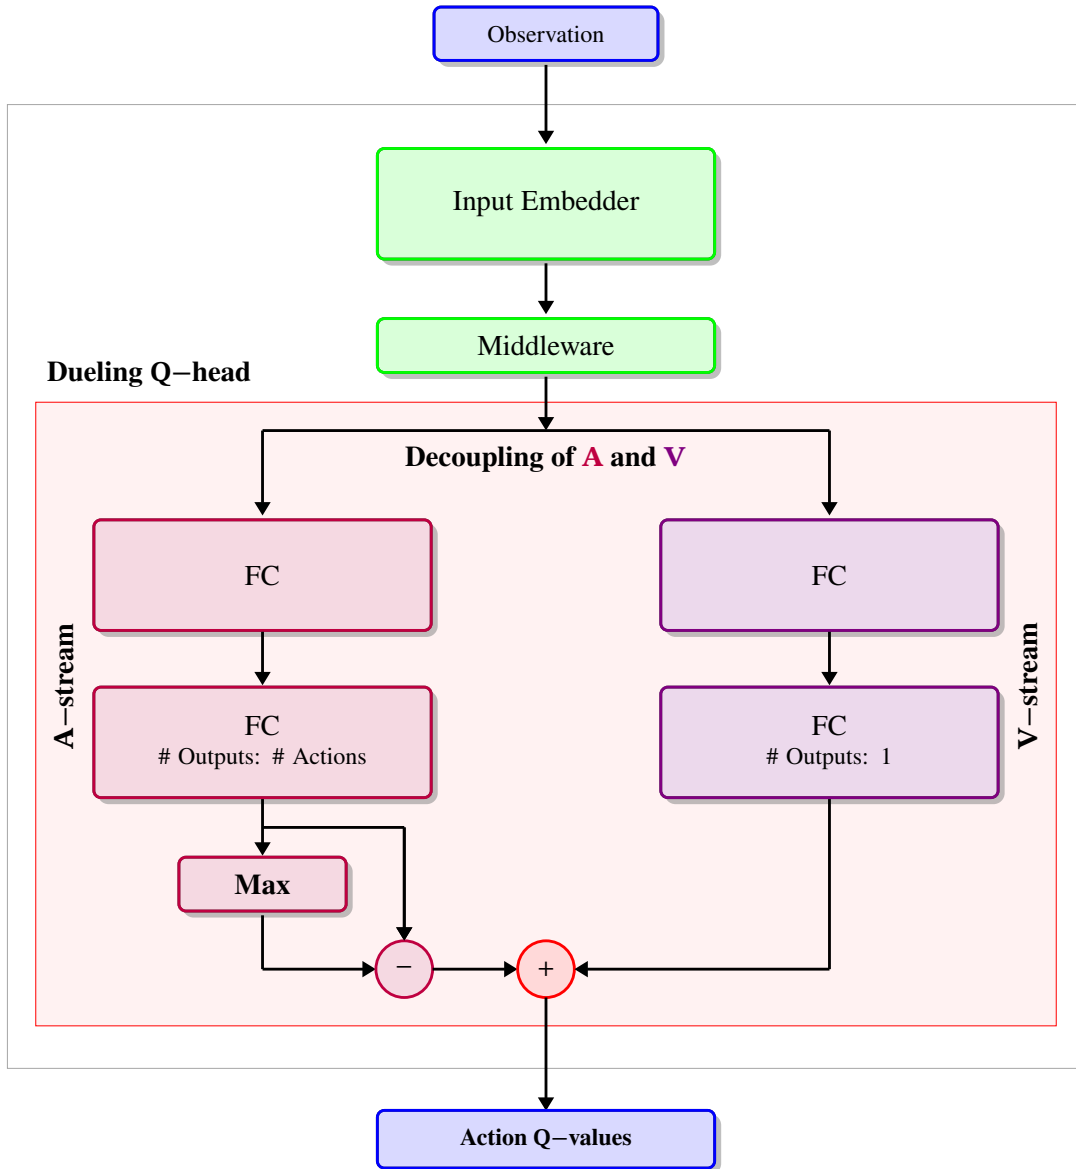 Observation
Input Embedder
Middleware
Dueling Q−head
Decoupling of A and V
FC
FC
A−stream
V−stream
FC
# Outputs: # Actions
FC
# Outputs: 1
Max
−
+
Action Q−values